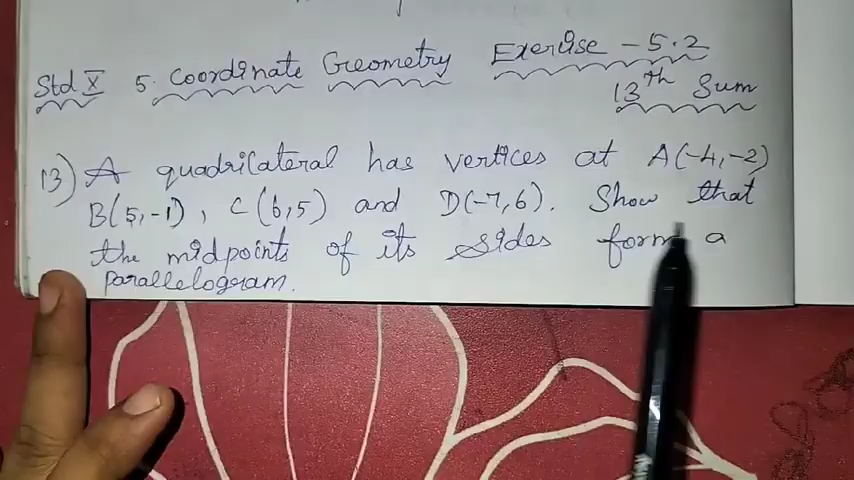 Std X 5. Coordinate Geometry Exercise - 5.2
13th Sum
13) A quadrilateral has vertices at A(-4,-2)
B(5,-1), C(6,5) and D(-7,6). Show that
the midpoints of its sides form a
parallelogram.